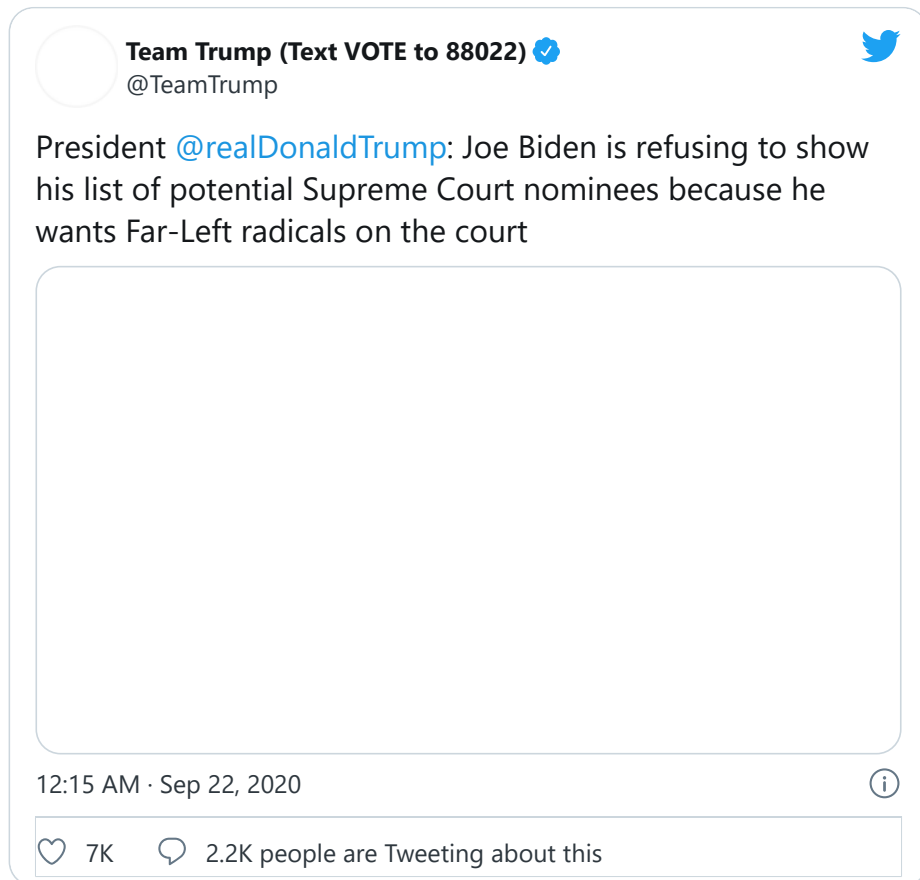 Team Trump (Text VOTE to 88022)
@TeamTrump
President @realDonaldTrump: Joe Biden is refusing to show
his list of potential Supreme Court nominees because he
wants Far-Left radicals on the court
12:15 AM · Sep 22, 2020
7K 2.2K people are Tweeting about this